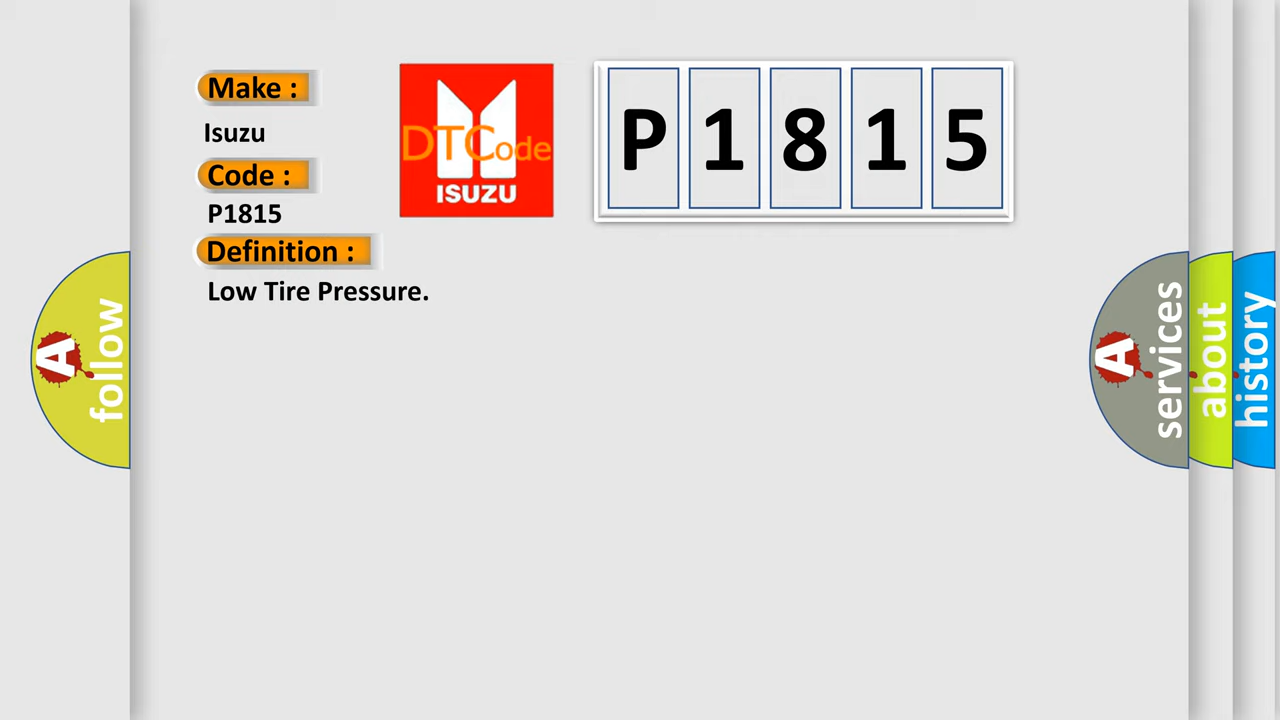 Make :
Isuzu
Code :
P1815
Definition :
Low Tire Pressure.
DTCode
ISUZU
P 1 8 1 5
A follow
A services
about
history